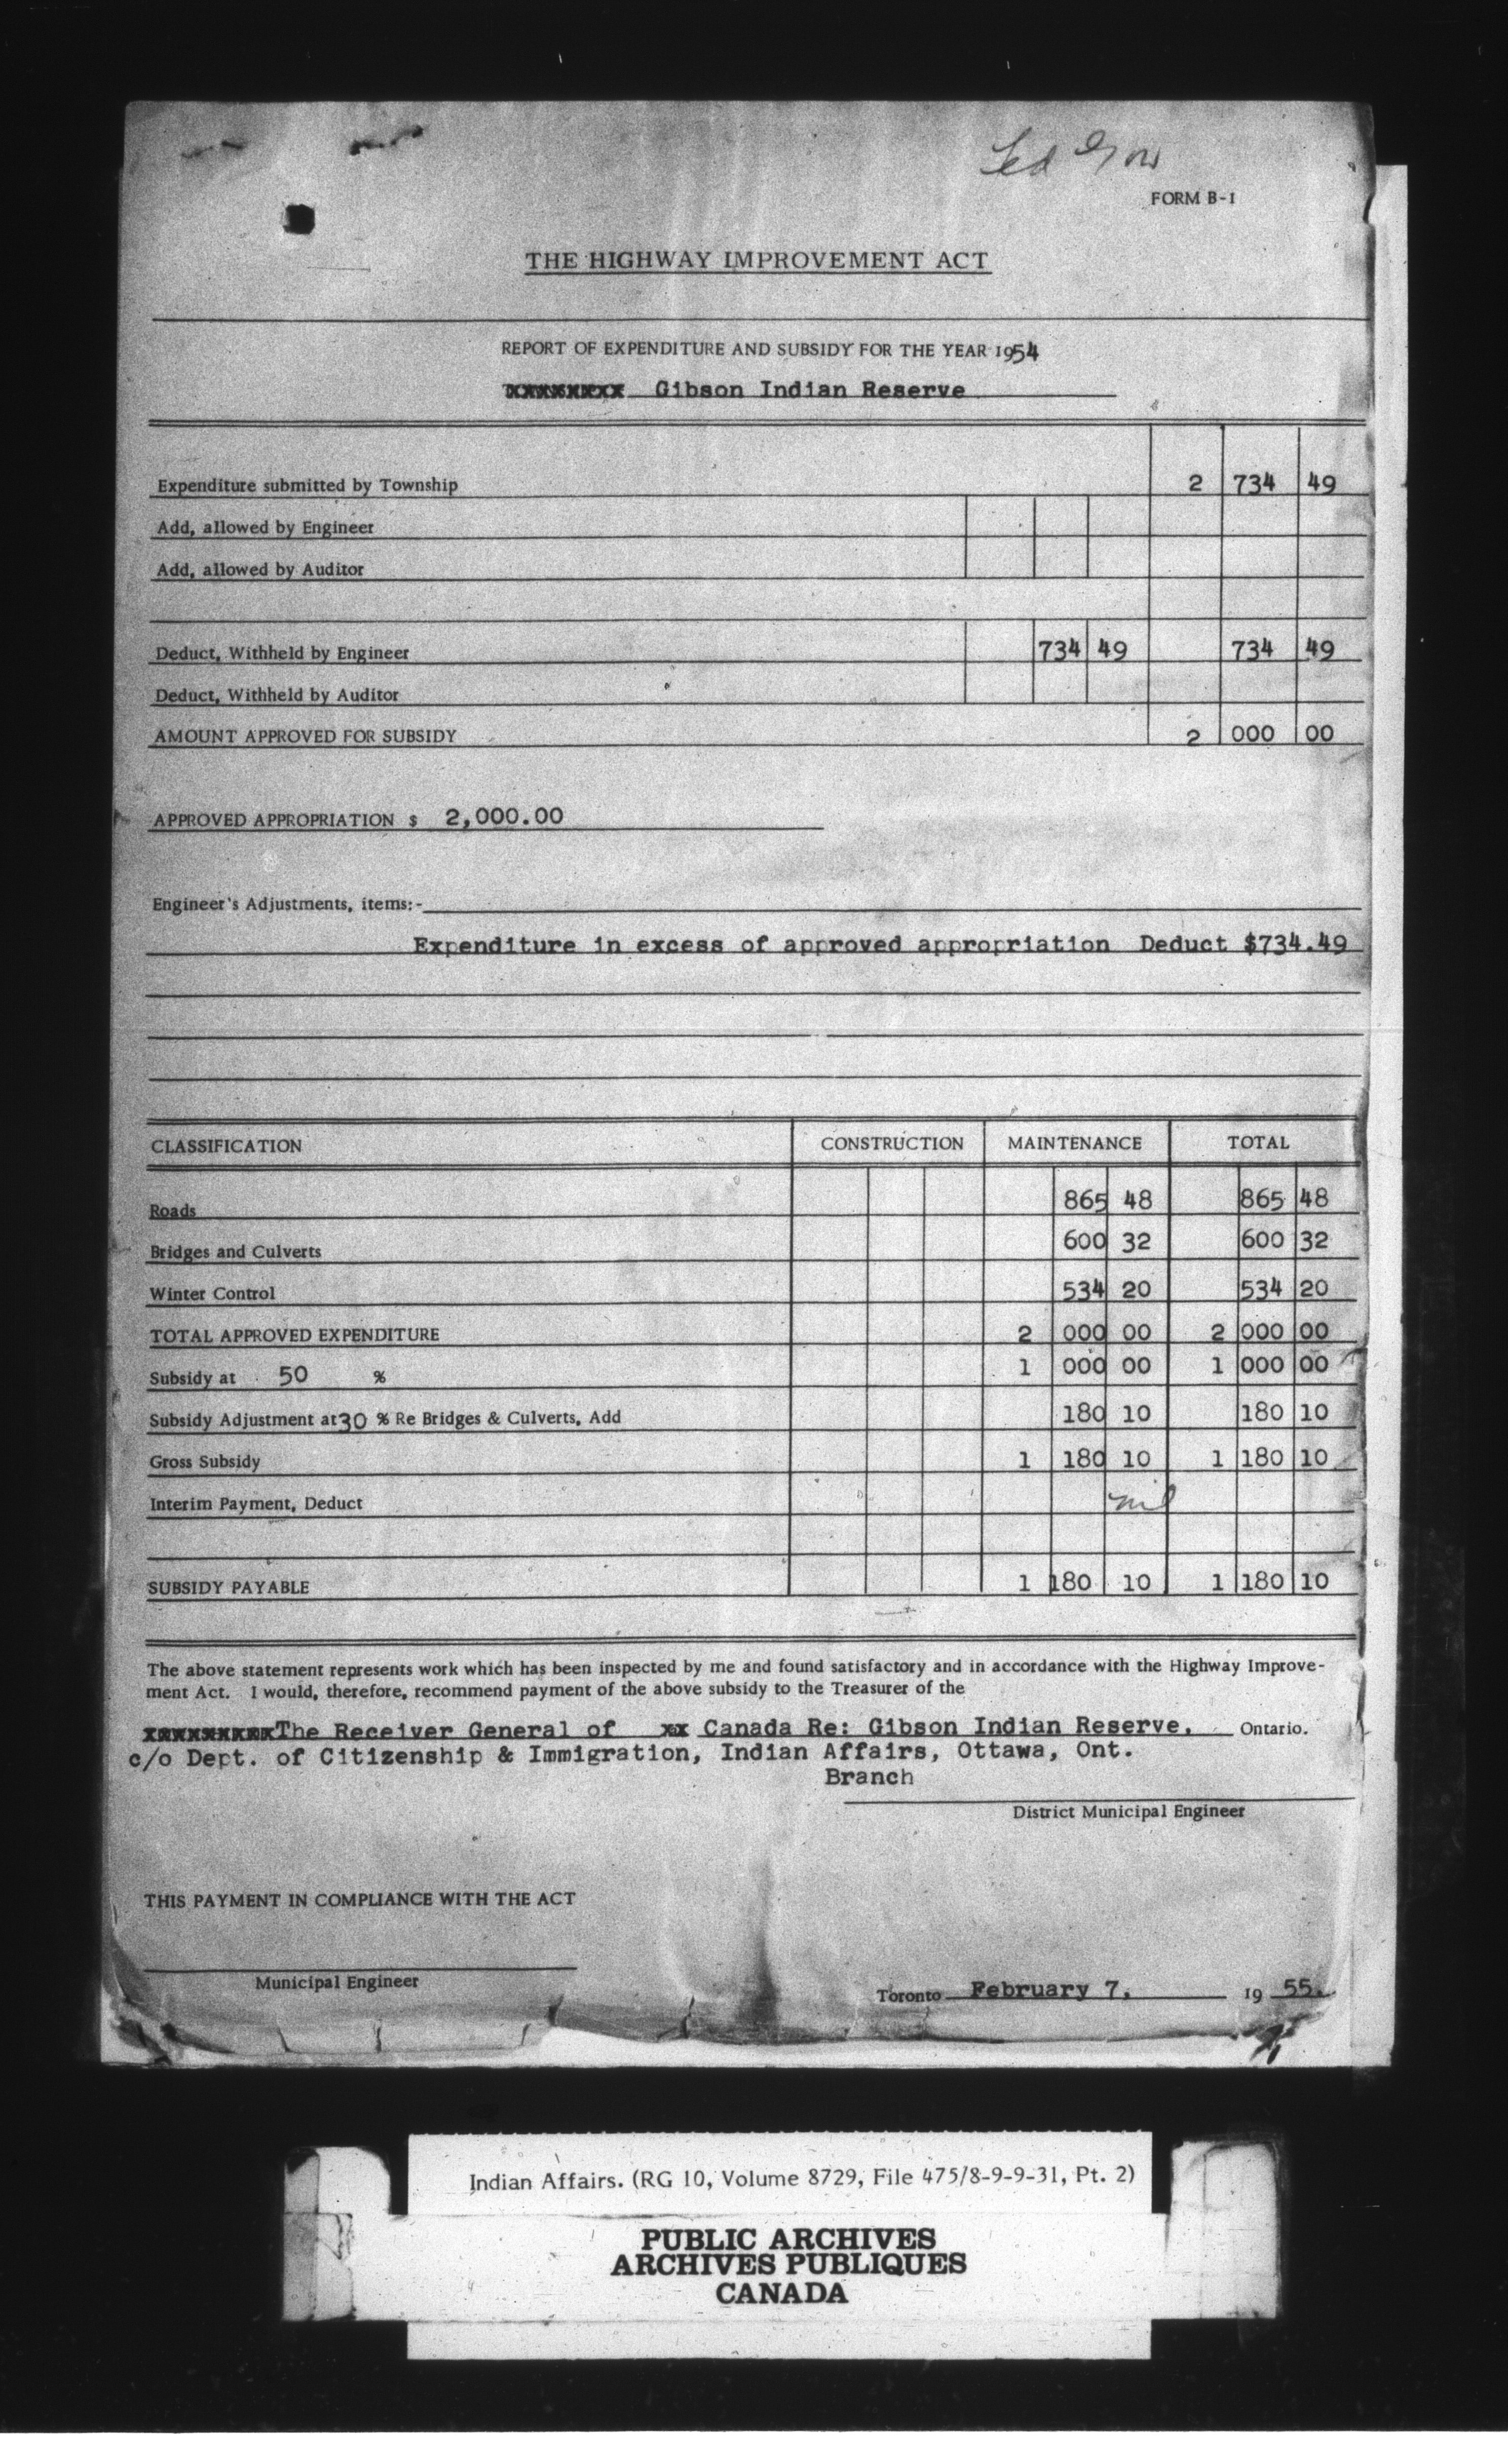 Fed Gov
FORM B-1
THE HIGHWAY IMPROVEMENT ACT
REPORT OF EXPENDITURE AND SUBSIDY FOR THE YEAR 1954
xxxxxxxx Gibson Indian Reserve
Expenditure submitted by Township 2 734 49
Add, allowed by Engineer
Add, allowed by Auditor
Deduct, Withheld by Engineer 734 49 734 49
Deduct, Withheld by Auditor
AMOUNT APPROVED FOR SUBSIDY 2 000 00
APPROVED APPROPRIATION $ 2,000.00
Engineer's Adjustments, items:-
Expenditure in excess of approved appropriation Deduct $734.49
CLASSIFICATION CONSTRUCTION MAINTENANCE TOTAL
Roads 865 48 865 48
Bridges and Culverts 600 32 600 32
Winter Control 534 20 534 20
TOTAL APPROVED EXPENDITURE 2 000 00 2 000 00
Subsidy at 50 % 1 000 00 1 000 00
Subsidy Adjustment at 30 % Re Bridges & Culverts, Add 180 10 180 10
Gross Subsidy 1 180 10 1 180 10
Interim Payment, Deduct nil
SUBSIDY PAYABLE 1 180 10 1 180 10
The above statement represents work which has been inspected by me and found satisfactory and in accordance with the Highway Improve-
ment Act. I would, therefore, recommend payment of the above subsidy to the Treasurer of the
xxxxxxxxx The Receiver General of xx Canada Re: Gibson Indian Reserve, Ontario.
c/o Dept. of Citizenship & Immigration, Indian Affairs, Ottawa, Ont.
Branch
District Municipal Engineer
THIS PAYMENT IN COMPLIANCE WITH THE ACT
Municipal Engineer
Toronto February 7, 19 55.
Indian Affairs. (RG 10, Volume 8729, File 475/8-9-9-31, Pt. 2)
PUBLIC ARCHIVES
ARCHIVES PUBLIQUES
CANADA